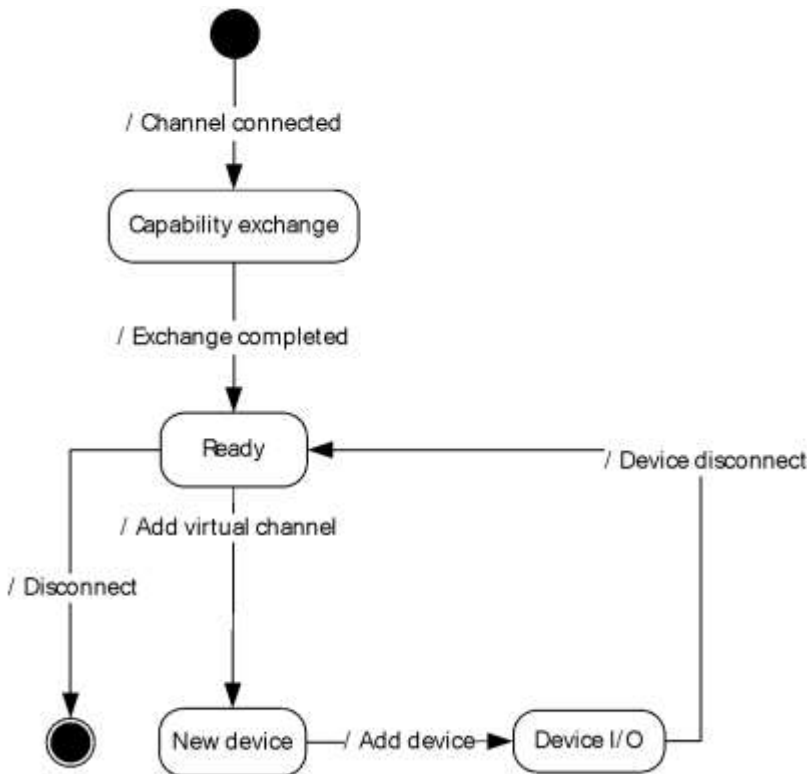 / Channel connected
Capability exchange
/ Exchange completed
Ready
/ Device disconnect
/ Add virtual channel
/ Disconnect
New device
/ Add device
Device I/O